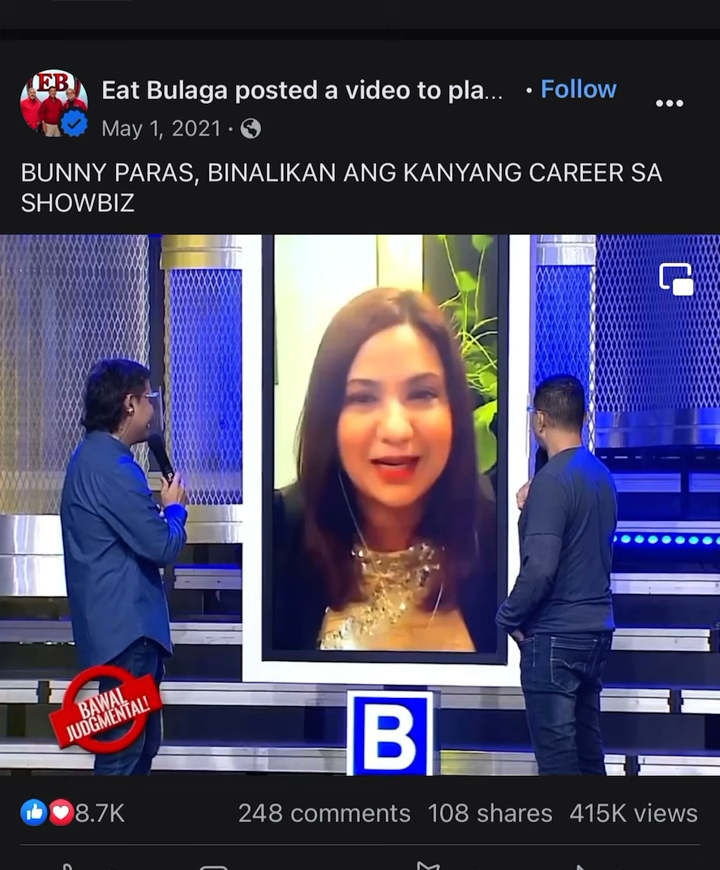 EB
Eat Bulaga posted a video to pla... · Follow
May 1, 2021 ·
BUNNY PARAS, BINALIKAN ANG KANYANG CAREER SA
SHOWBIZ
BAWAL
JUDGMENTAL!
B
8.7K 248 comments 108 shares 415K views